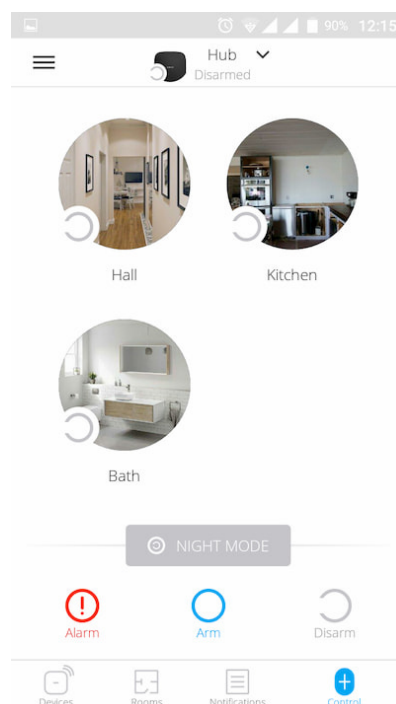 90% 12:15
Hub
Disarmed
Hall
Kitchen
Bath
NIGHT MODE
Alarm Arm Disarm
Devices Rooms Notifications Control